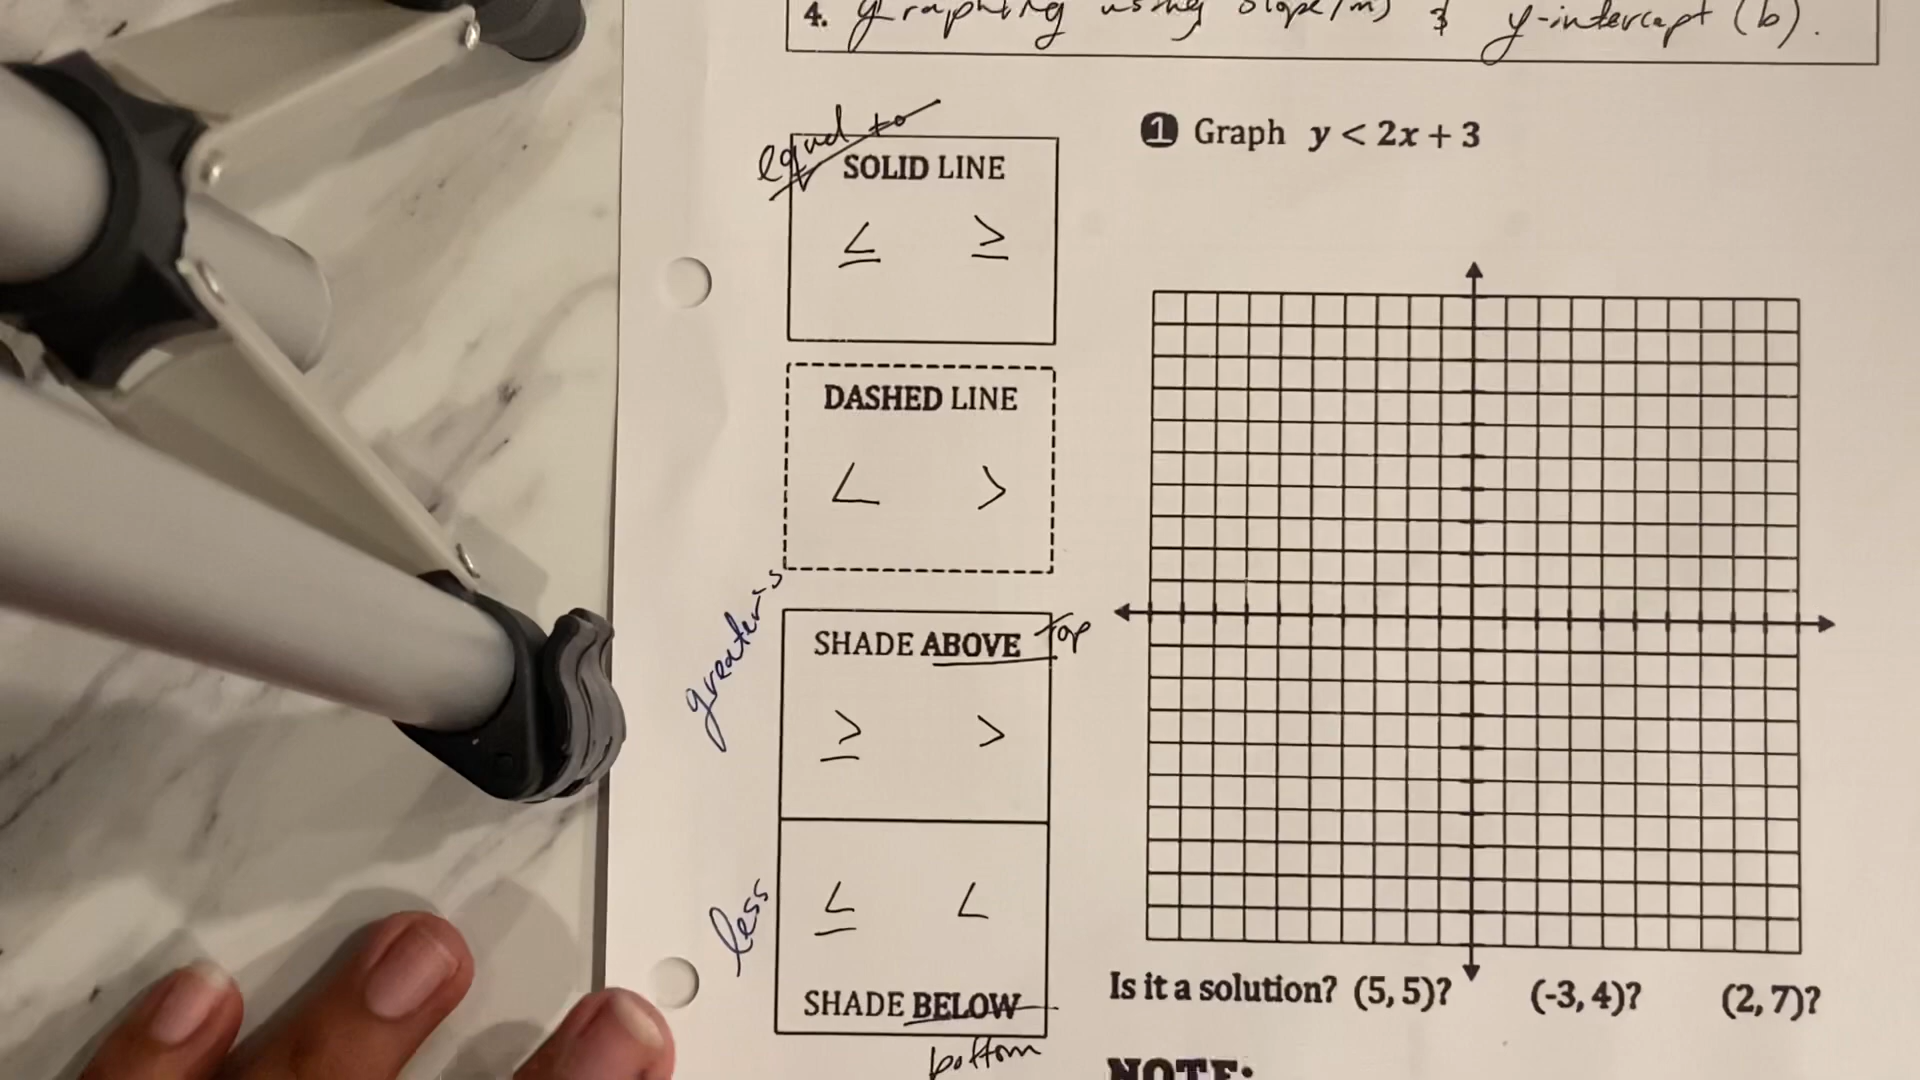 4. graphing using slope(m) & y-intercept (b).
equal to
SOLID LINE
≤ ≥
DASHED LINE
< >
greater's
SHADE ABOVE Top
≥ >
less
≤ <
SHADE BELOW
bottom
1 Graph y < 2x + 3
Is it a solution? (5, 5)? (-3, 4)? (2, 7)?
NOTE: